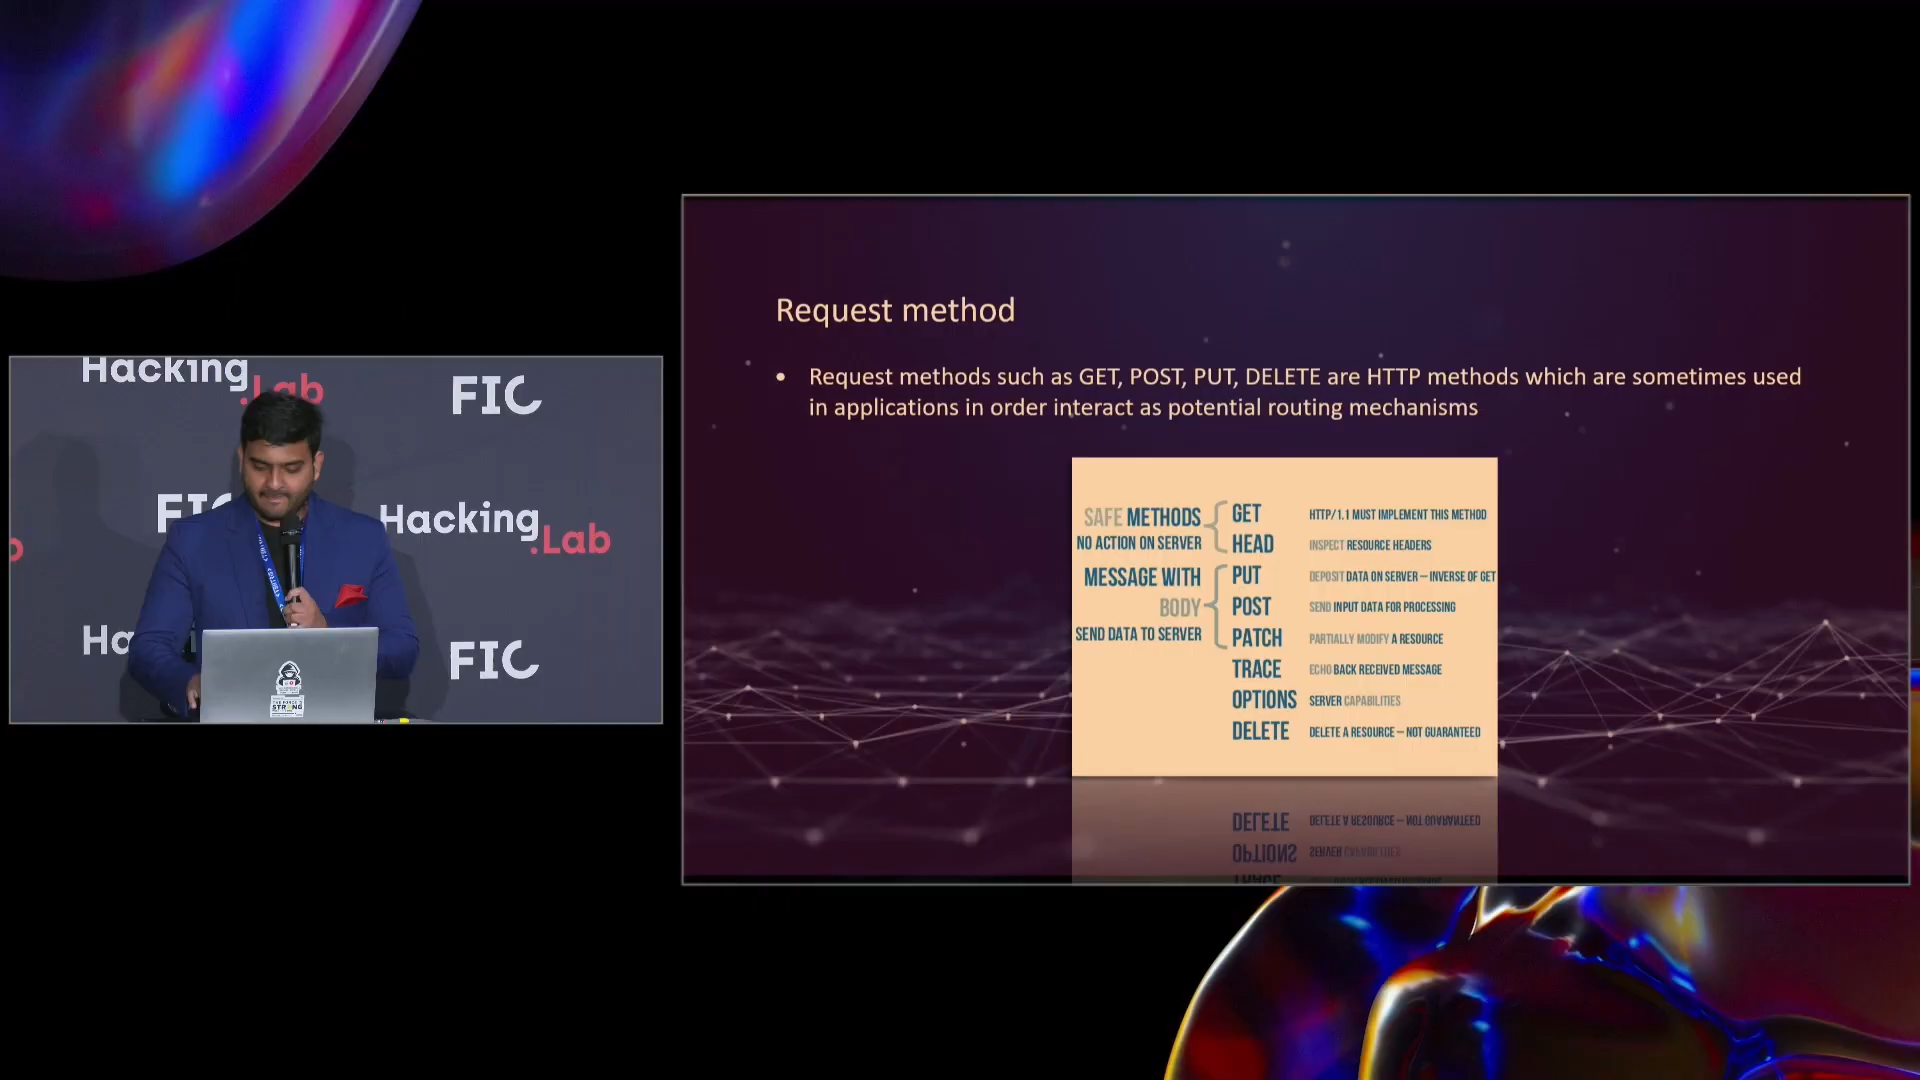 Hacking
.Lab
FIC
FIC
Hacking
.Lab
Ha
FIC
Request method
• Request methods such as GET, POST, PUT, DELETE are HTTP methods which are sometimes used
in applications in order interact as potential routing mechanisms
SAFE METHODS
NO ACTION ON SERVER
MESSAGE WITH
BODY
SEND DATA TO SERVER
GET HTTP/1.1 MUST IMPLEMENT THIS METHOD
HEAD INSPECT RESOURCE HEADERS
PUT DEPOSIT DATA ON SERVER – INVERSE OF GET
POST SEND INPUT DATA FOR PROCESSING
PATCH PARTIALLY MODIFY A RESOURCE
TRACE ECHO BACK RECEIVED MESSAGE
OPTIONS SERVER CAPABILITIES
DELETE DELETE A RESOURCE – NOT GUARANTEED